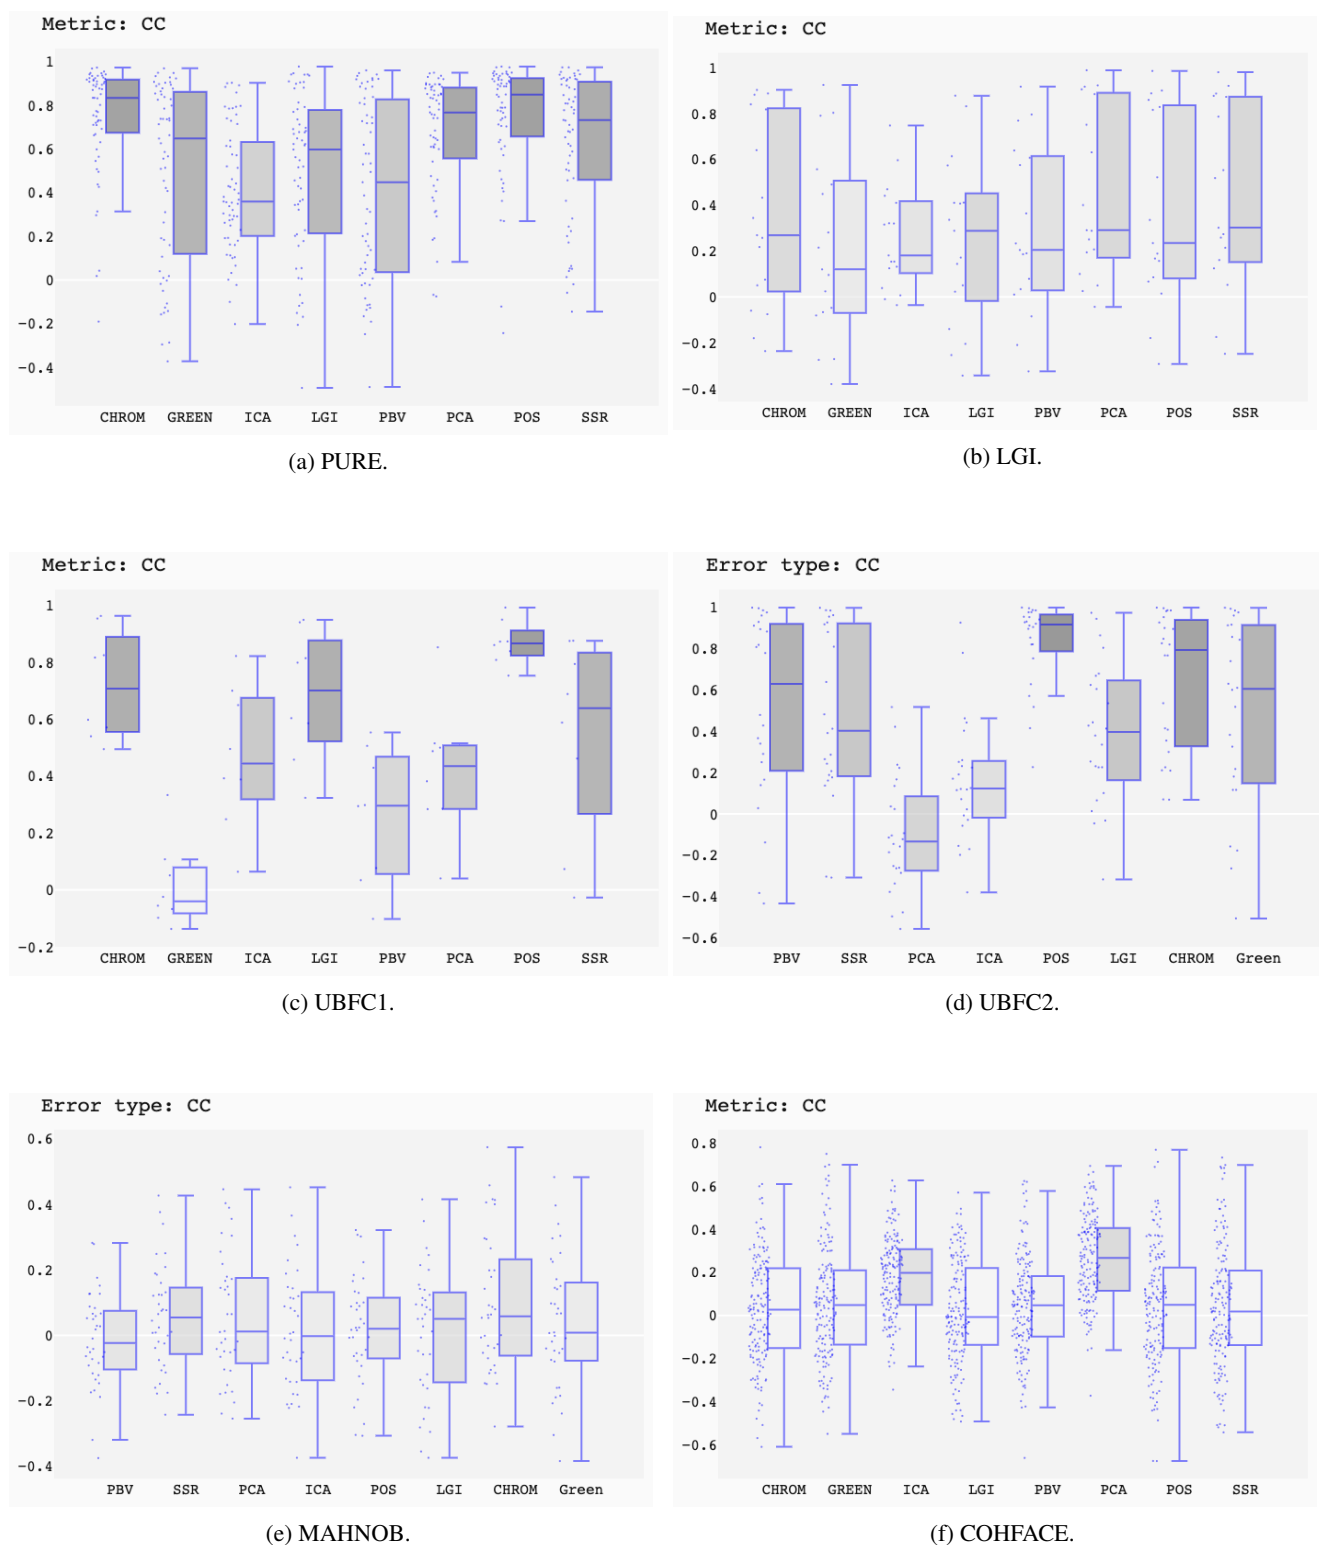 Metric: CC
1
0.8
0.6
0.4
0.2
0
−0.2
−0.4
CHROM GREEN ICA LGI PBV PCA POS SSR
(a) PURE.
Metric: CC
1
0.8
0.6
0.4
0.2
0
−0.2
−0.4
CHROM GREEN ICA LGI PBV PCA POS SSR
(b) LGI.
Metric: CC
1
0.8
0.6
0.4
0.2
0
−0.2
CHROM GREEN ICA LGI PBV PCA POS SSR
(c) UBFC1.
Error type: CC
1
0.8
0.6
0.4
0.2
0
−0.2
−0.4
−0.6
PBV SSR PCA ICA POS LGI CHROM Green
(d) UBFC2.
Error type: CC
0.6
0.4
0.2
0
−0.2
−0.4
PBV SSR PCA ICA POS LGI CHROM Green
(e) MAHNOB.
Metric: CC
0.8
0.6
0.4
0.2
0
−0.2
−0.4
−0.6
CHROM GREEN ICA LGI PBV PCA POS SSR
(f) COHFACE.